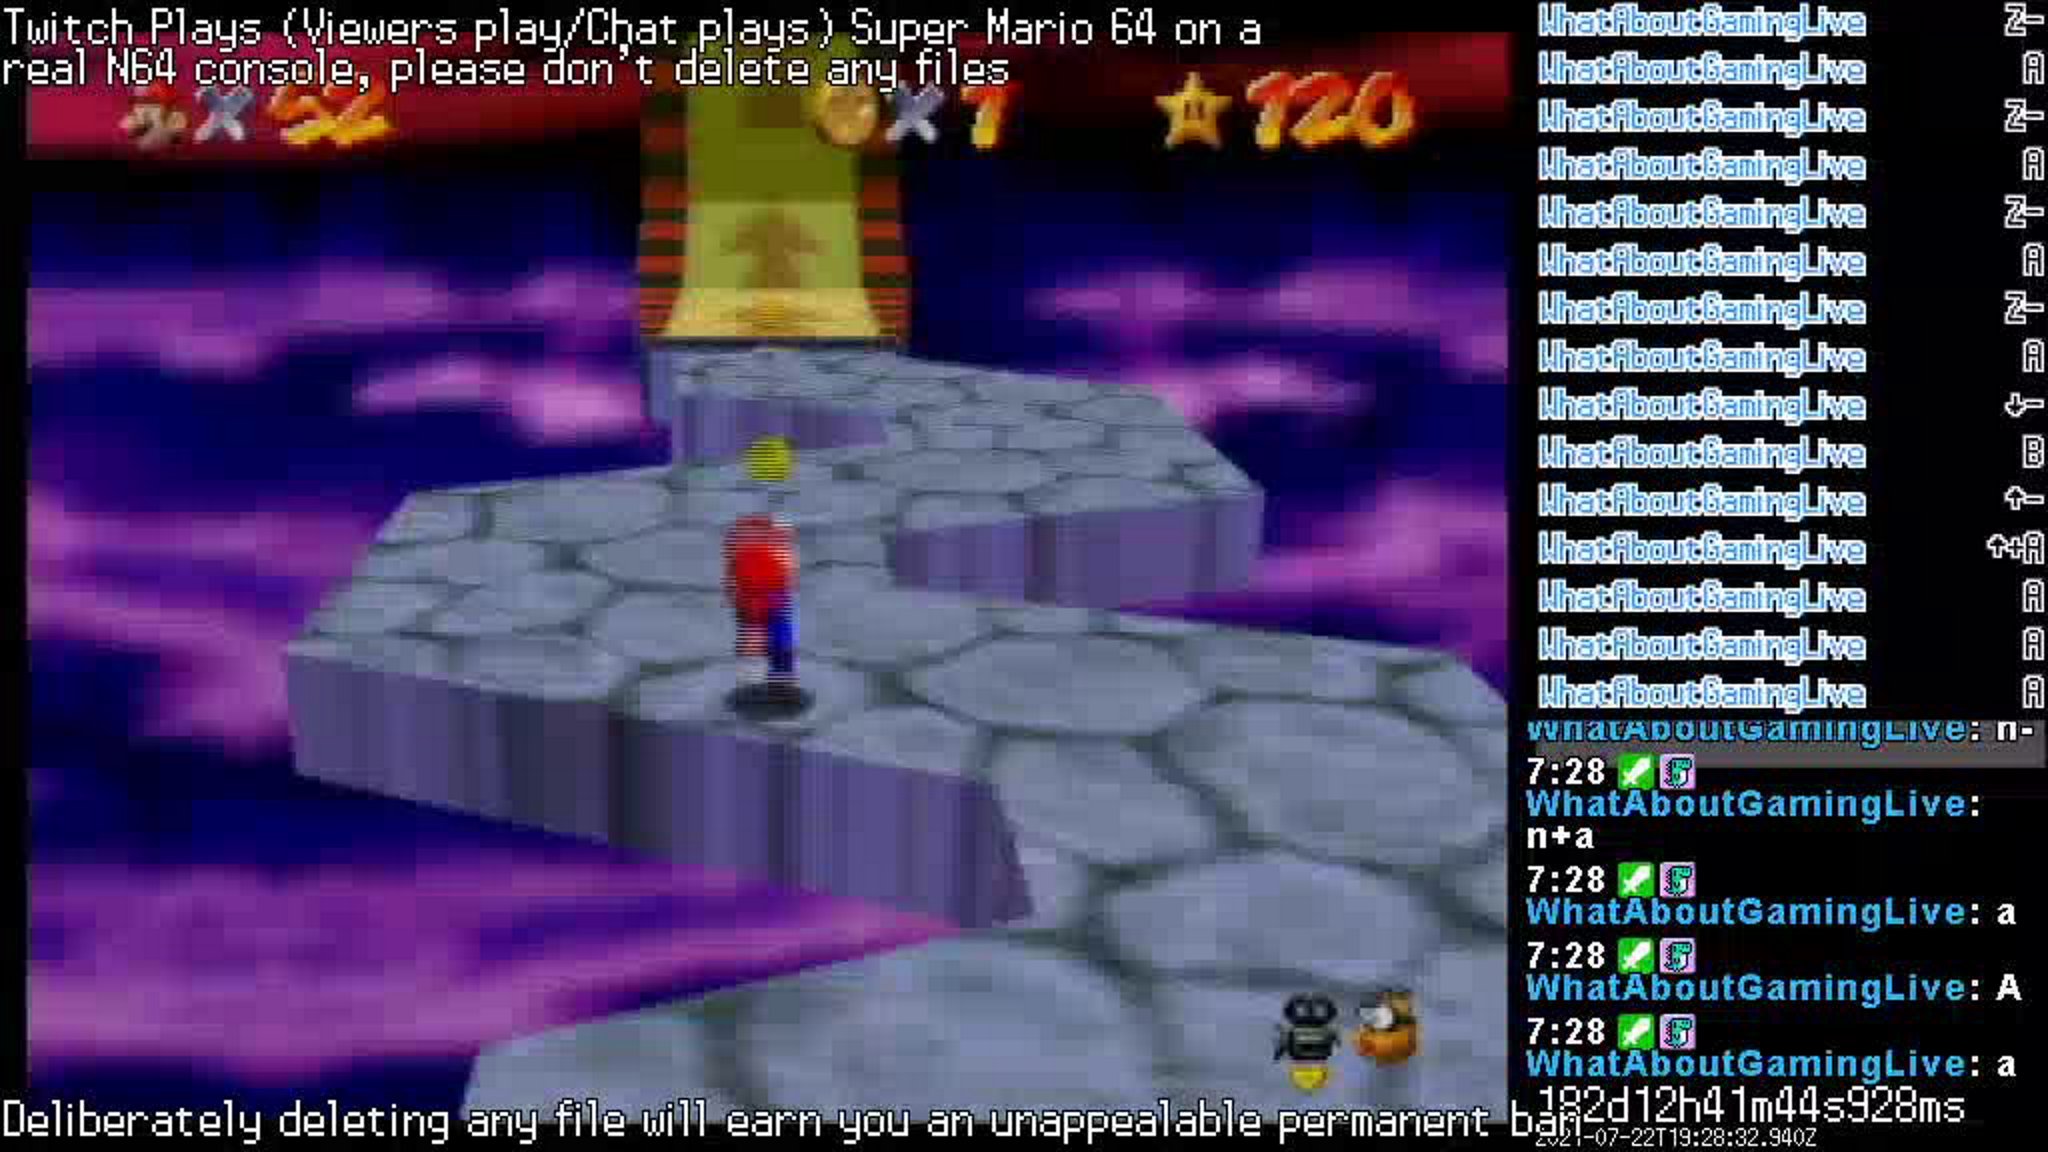 Twitch Plays (Viewers play/Chat plays) Super Mario 64 on a
real N64 console, please don't delete any files
X X 1 120
WhatAboutGamingLive Z-
WhatAboutGamingLive A
WhatAboutGamingLive Z-
WhatAboutGamingLive A
WhatAboutGamingLive Z-
WhatAboutGamingLive A
WhatAboutGamingLive Z-
WhatAboutGamingLive A
WhatAboutGamingLive ↓-
WhatAboutGamingLive B
WhatAboutGamingLive ↑-
WhatAboutGamingLive ↑+A
WhatAboutGamingLive A
WhatAboutGamingLive A
WhatAboutGamingLive A
WhatAboutGamingLive: n-
7:28
WhatAboutGamingLive:
n+a
7:28
WhatAboutGamingLive: a
7:28
WhatAboutGamingLive: A
7:28
WhatAboutGamingLive: a
182d12h41m44s928ms
Deliberately deleting any file will earn you an unappealable permanent ban
2021-07-22T19:28:32.940Z